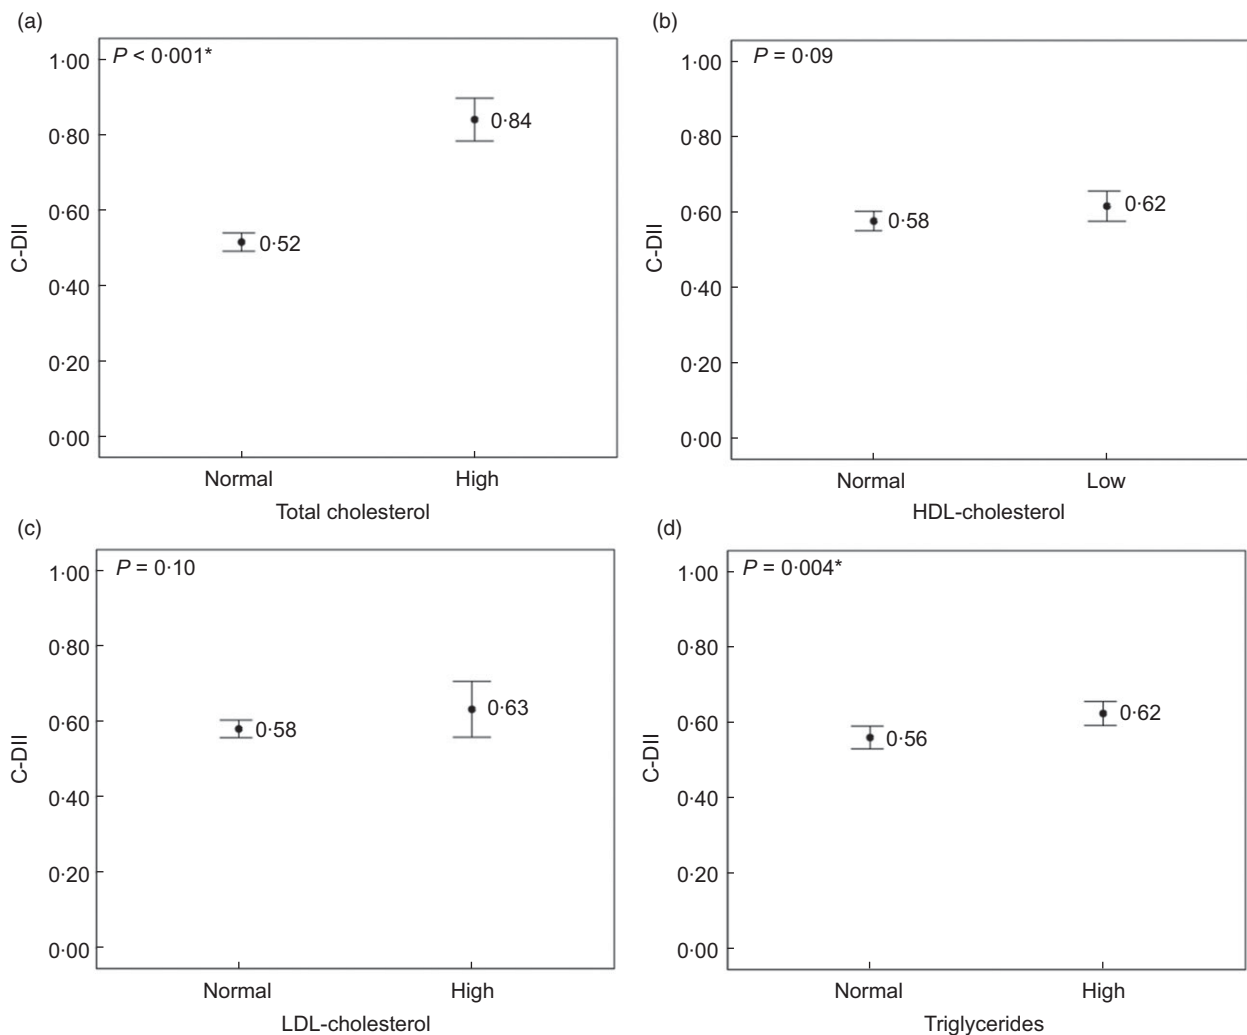 (a)
P < 0·001*
1·00
0·80
0·60
0·40
0·20
0·00
C-DII
0·52
0·84
Normal High
Total cholesterol
(b)
P = 0·09
1·00
0·80
0·60
0·40
0·20
0·00
C-DII
0·58
0·62
Normal Low
HDL-cholesterol
(c)
P = 0·10
1·00
0·80
0·60
0·40
0·20
0·00
C-DII
0·58
0·63
Normal High
LDL-cholesterol
(d)
P = 0·004*
1·00
0·80
0·60
0·40
0·20
0·00
C-DII
0·56
0·62
Normal High
Triglycerides